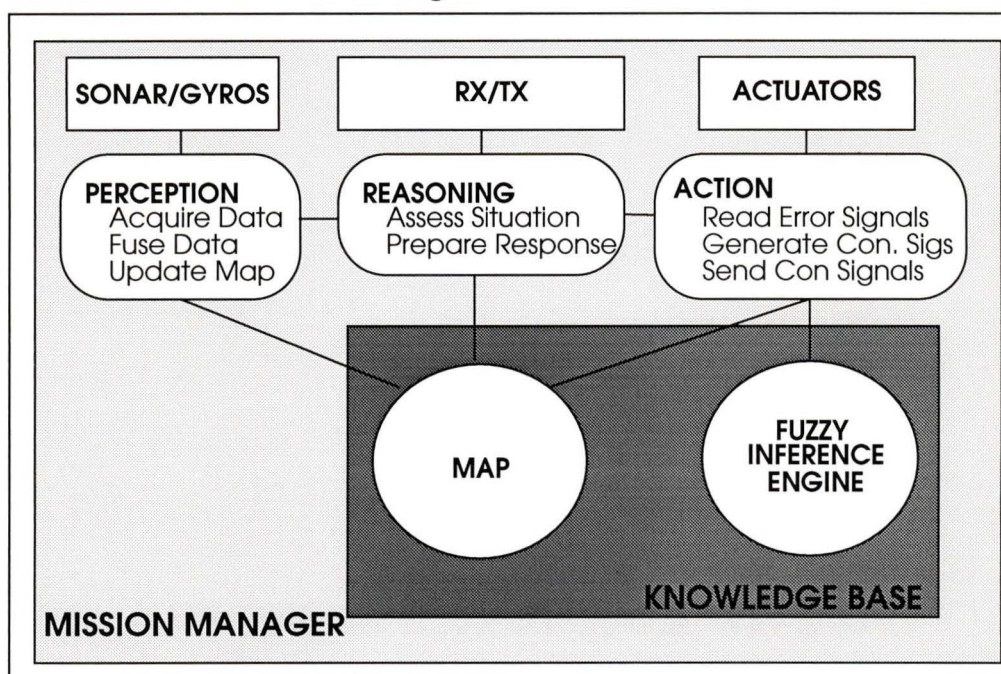 SONAR/GYROS
RX/TX
ACTUATORS
PERCEPTION
Acquire Data
Fuse Data
Update Map
REASONING
Assess Situation
Prepare Response
ACTION
Read Error Signals
Generate Con. Sigs
Send Con Signals
MAP
FUZZY
INFERENCE
ENGINE
KNOWLEDGE BASE
MISSION MANAGER